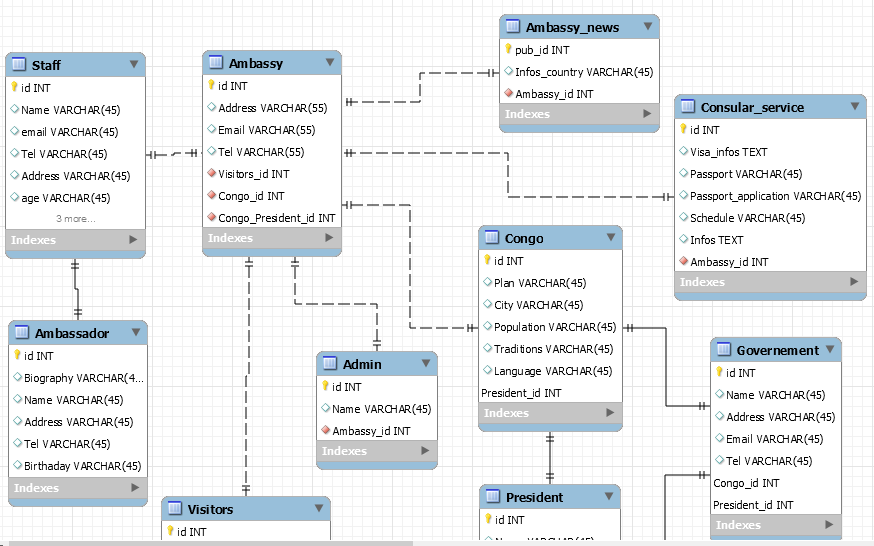 Staff
id INT
Name VARCHAR(45)
email VARCHAR(45)
Tel VARCHAR(45)
Address VARCHAR(45)
age VARCHAR(45)
3 more...
Indexes
Ambassy
id INT
Address VARCHAR(55)
Email VARCHAR(55)
Tel VARCHAR(55)
Visitors_id INT
Congo_id INT
Congo_President_id INT
Indexes
Ambassy_news
pub_id INT
Infos_country VARCHAR(45)
Ambassy_id INT
Indexes
Consular_service
id INT
Visa_infos TEXT
Passport VARCHAR(45)
Passport_application VARCHAR(45)
Schedule VARCHAR(45)
Infos TEXT
Ambassy_id INT
Indexes
Congo
id INT
Plan VARCHAR(45)
City VARCHAR(45)
Population VARCHAR(45)
Traditions VARCHAR(45)
Language VARCHAR(45)
President_id INT
Indexes
Ambassador
id INT
Biography VARCHAR(4...
Name VARCHAR(45)
Address VARCHAR(45)
Tel VARCHAR(45)
Birthaday VARCHAR(45)
Indexes
Admin
id INT
Name VARCHAR(45)
Ambassy_id INT
Indexes
Governement
id INT
Name VARCHAR(45)
Address VARCHAR(45)
Email VARCHAR(45)
Tel VARCHAR(45)
Congo_id INT
President_id INT
Indexes
Visitors
id INT
President
id INT
Name VARCHAR(45)